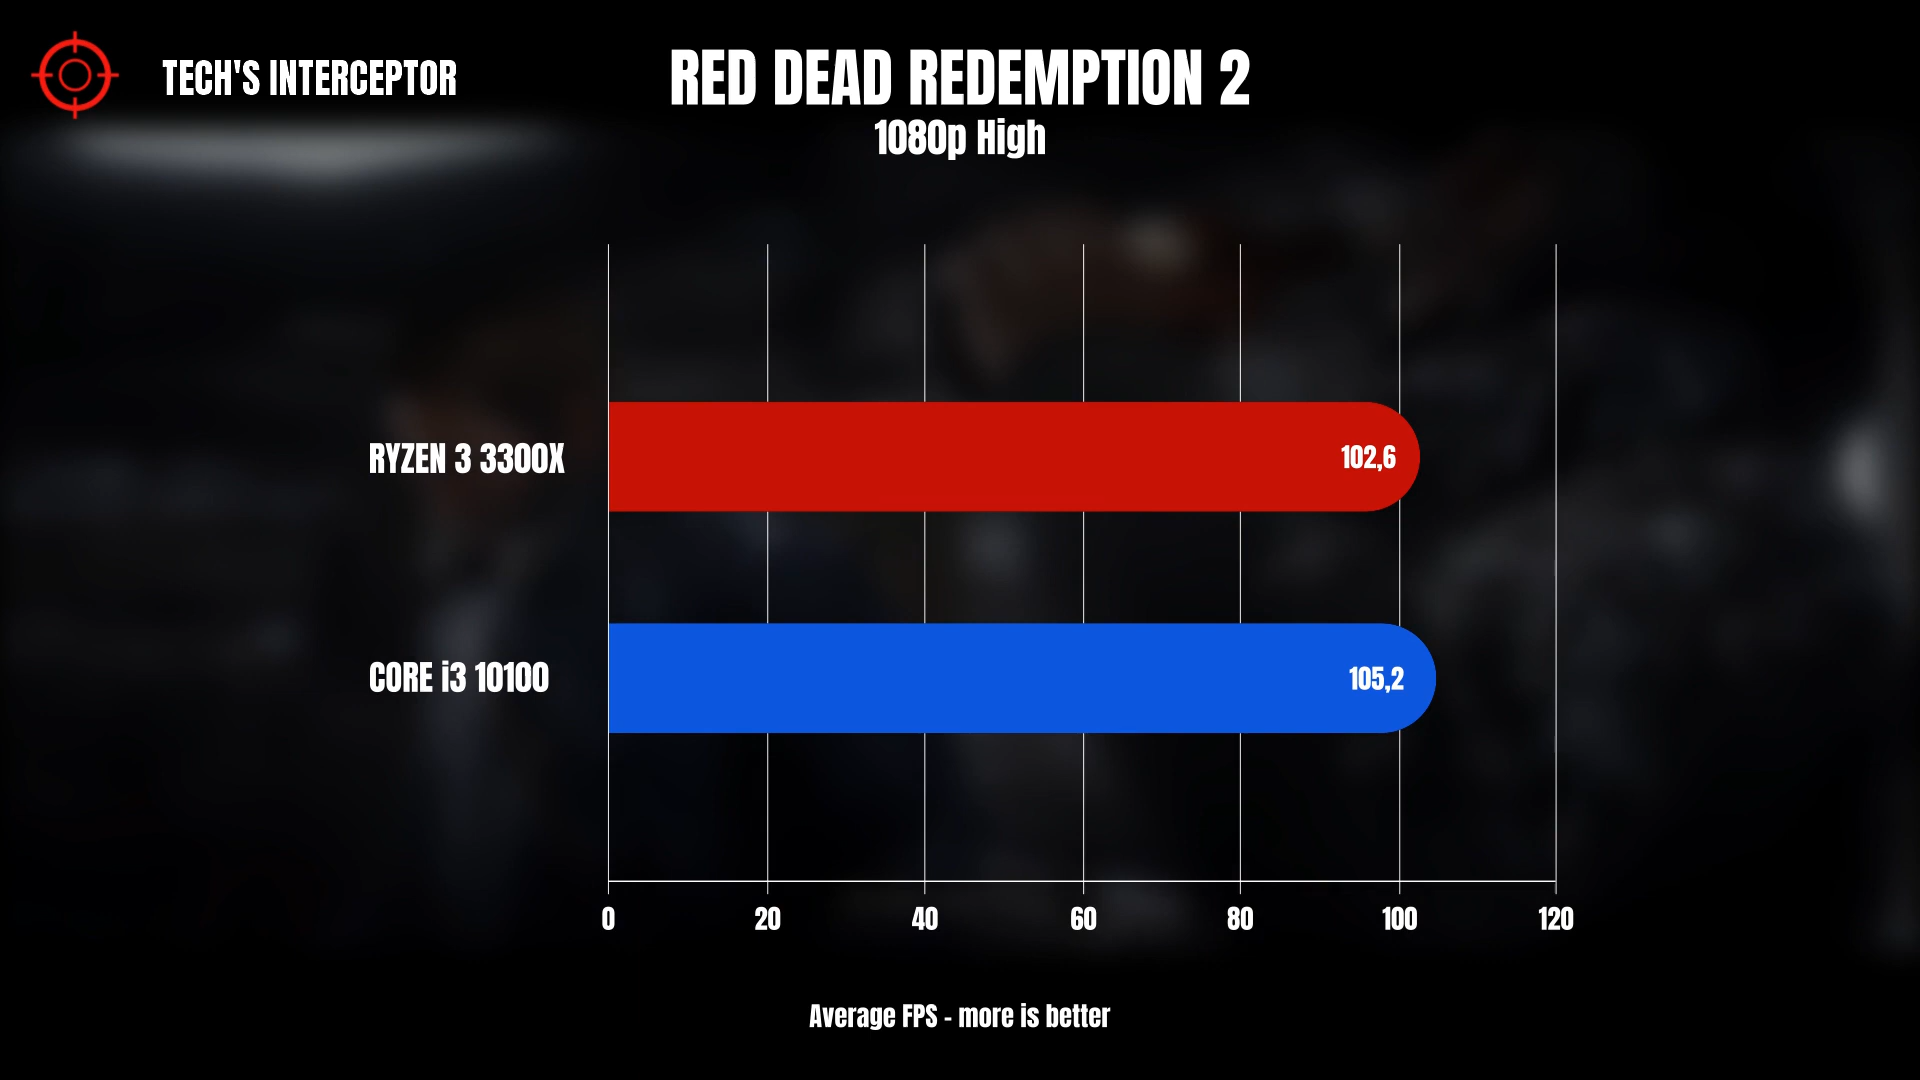 TECH'S INTERCEPTOR
RED DEAD REDEMPTION 2
1080p High
RYZEN 3 3300X
102,6
CORE i3 10100
105,2
0 20 40 60 80 100 120
Average FPS - more is better